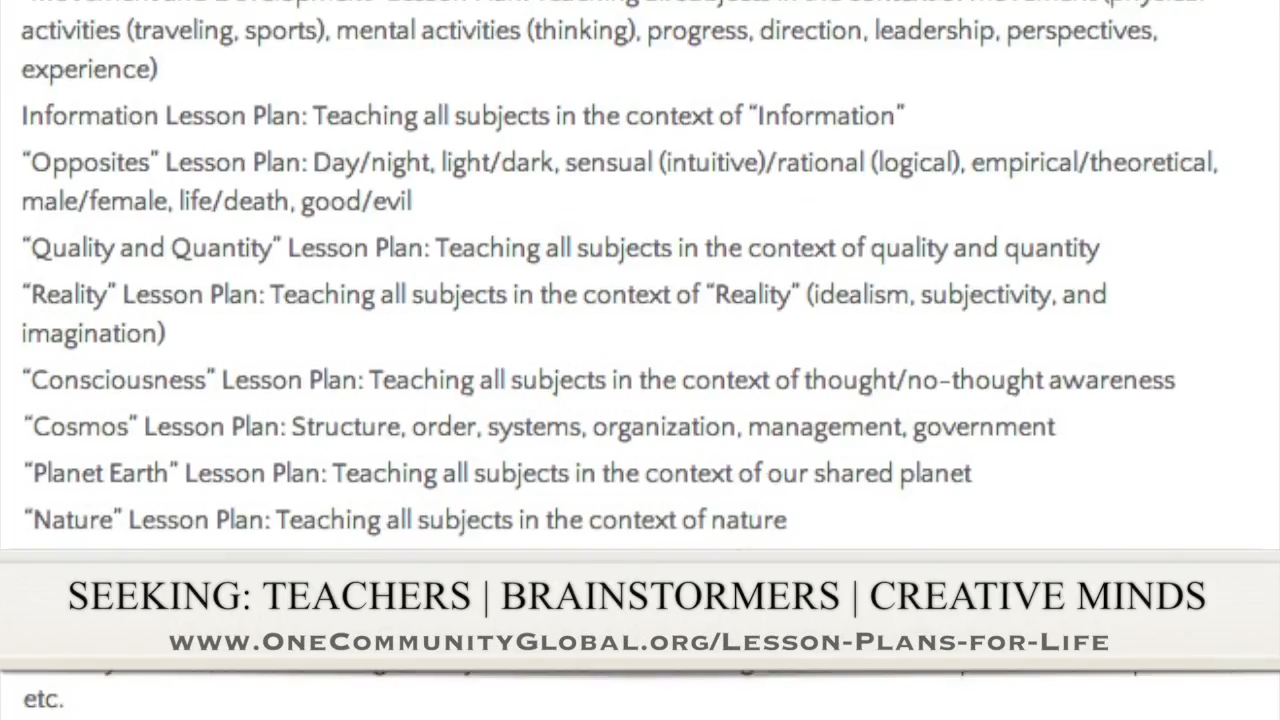 activities (traveling, sports), mental activities (thinking), progress, direction, leadership, perspectives,
experience)
Information Lesson Plan: Teaching all subjects in the context of “Information”
“Opposites” Lesson Plan: Day/night, light/dark, sensual (intuitive)/rational (logical), empirical/theoretical,
male/female, life/death, good/evil
“Quality and Quantity” Lesson Plan: Teaching all subjects in the context of quality and quantity
“Reality” Lesson Plan: Teaching all subjects in the context of “Reality” (idealism, subjectivity, and
imagination)
“Consciousness” Lesson Plan: Teaching all subjects in the context of thought/no-thought awareness
“Cosmos” Lesson Plan: Structure, order, systems, organization, management, government
“Planet Earth” Lesson Plan: Teaching all subjects in the context of our shared planet
“Nature” Lesson Plan: Teaching all subjects in the context of nature
SEEKING: TEACHERS | BRAINSTORMERS | CREATIVE MINDS
www.OneCommunityGlobal.org/Lesson-Plans-for-Life
etc.